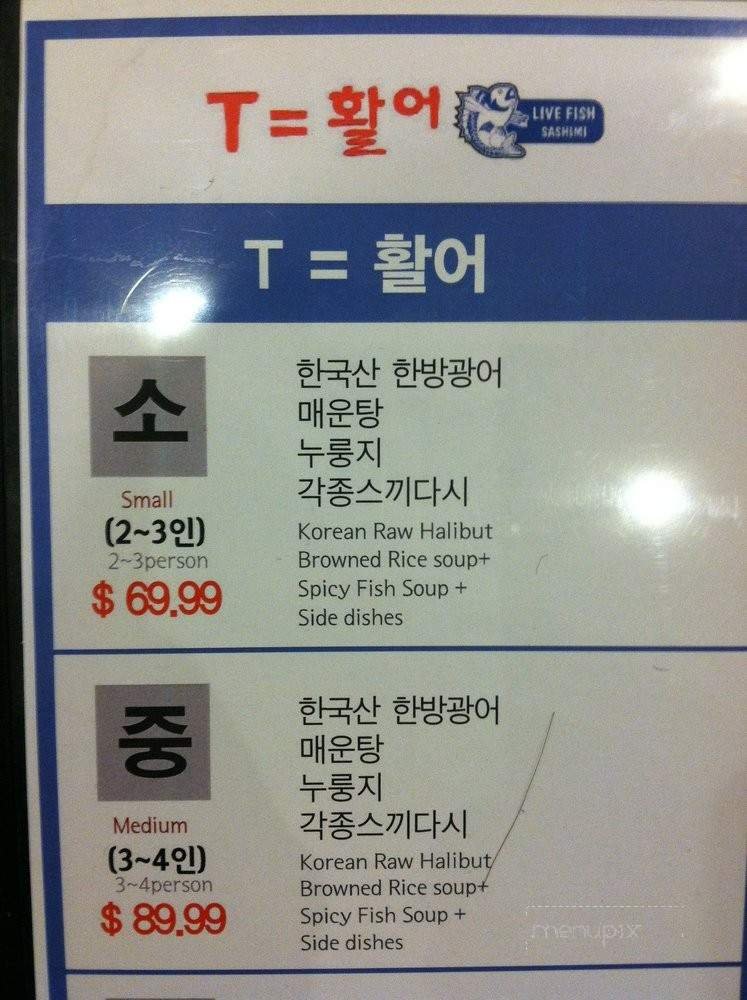 T = 활어
LIVE FISH
SASHIMI
T = 활어
소
Small
(2~3인)
2~3person
$ 69.99
한국산 한방광어
매운탕
누룽지
각종스끼다시
Korean Raw Halibut
Browned Rice soup+
Spicy Fish Soup +
Side dishes
중
Medium
(3~4인)
3~4person
$ 89.99
한국산 한방광어
매운탕
누룽지
각종스끼다시
Korean Raw Halibut
Browned Rice soup+
Spicy Fish Soup +
Side dishes
menupix